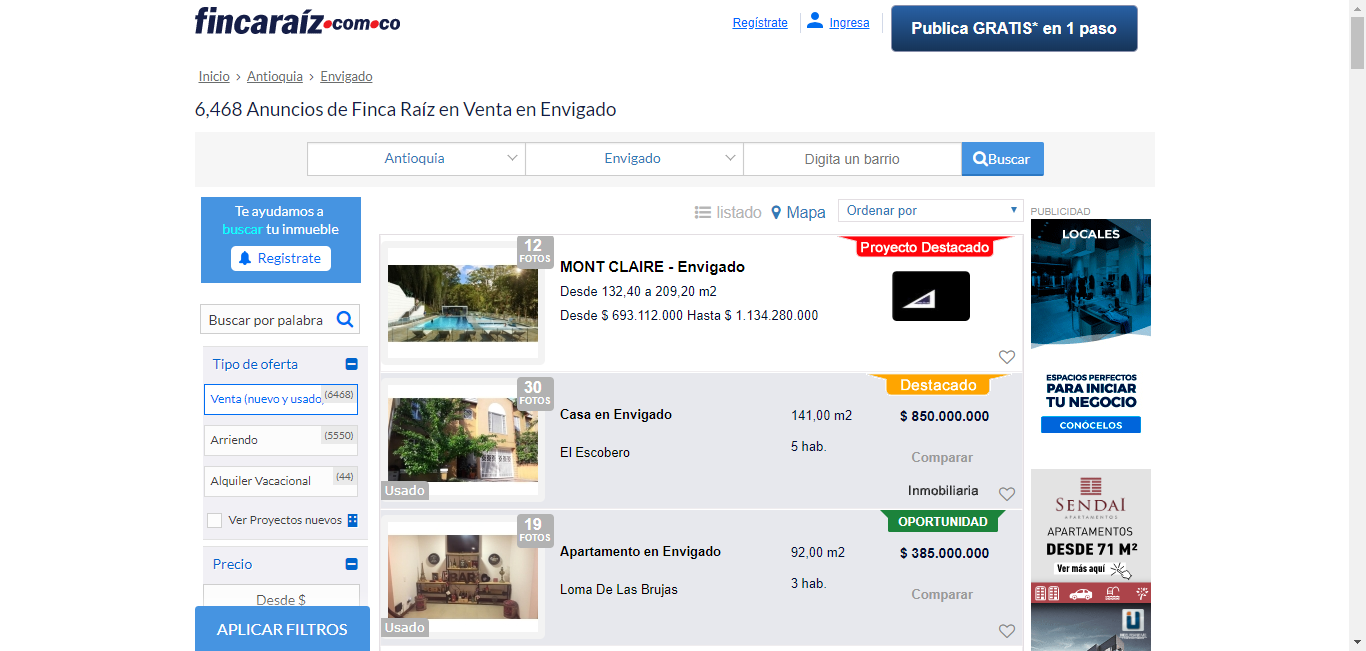 fincaraíz.com.co
Regístrate
Ingresa
Publica GRATIS* en 1 paso
Inicio › Antioquia › Envigado
6,468 Anuncios de Finca Raíz en Venta en Envigado
Antioquia
Envigado
Digita un barrio
Buscar
Te ayudamos a
buscar tu inmueble
Registrate
Buscar por palabra
Tipo de oferta
Venta (nuevo y usado)
(6468)
Arriendo
(5550)
Alquiler Vacacional
(44)
Ver Proyectos nuevos
Precio
Desde $
APLICAR FILTROS
listado
Mapa
Ordenar por
12
FOTOS
MONT CLAIRE - Envigado
Desde 132,40 a 209,20 m2
Desde $ 693.112.000 Hasta $ 1.134.280.000
Proyecto Destacado
30
FOTOS
Usado
Casa en Envigado
El Escobero
141,00 m2
5 hab.
Destacado
$ 850.000.000
Comparar
Inmobiliaria
19
FOTOS
BAR
Usado
Apartamento en Envigado
Loma De Las Brujas
92,00 m2
3 hab.
OPORTUNIDAD
$ 385.000.000
Comparar
PUBLICIDAD
LOCALES
ESPACIOS PERFECTOS
PARA INICIAR
TU NEGOCIO
CONÓCELOS
SENDAI
APARTAMENTOS
APARTAMENTOS
DESDE 71 M²
Ver más aquí